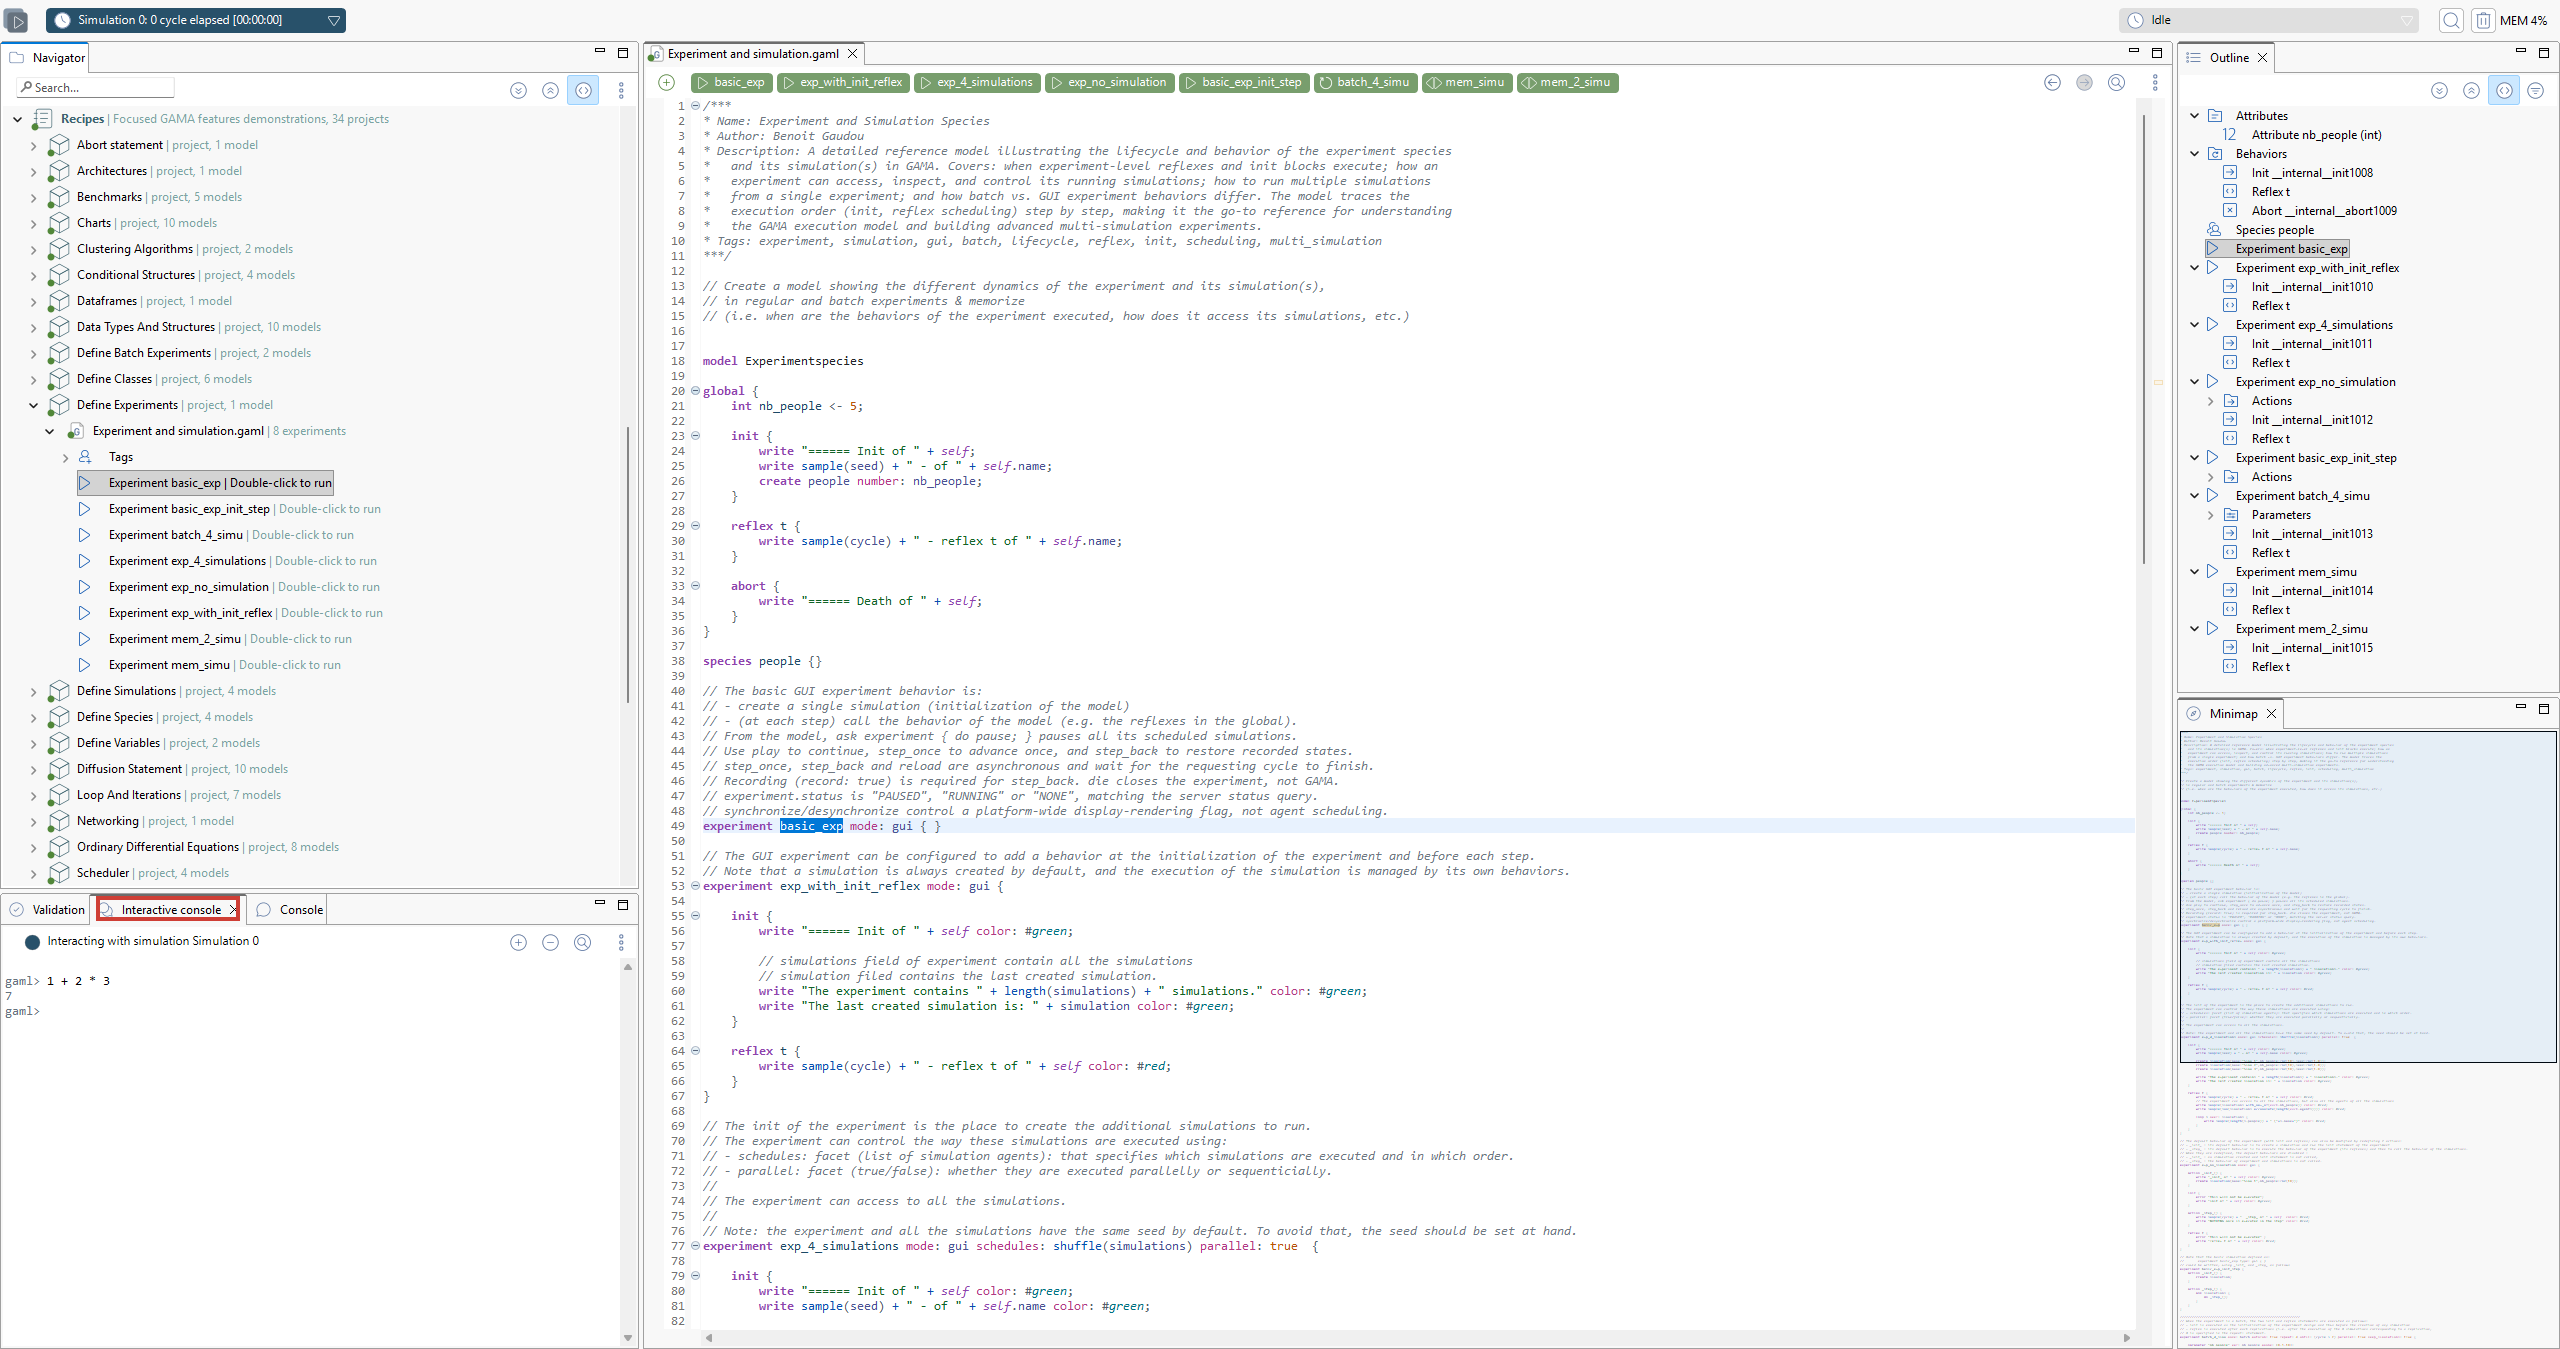 Simulation 0: 0 cycle elapsed [00:00:00]
Idle
MEM 4%
Navigator
Search...
Recipes | Focused GAMA features demonstrations, 34 projects
Abort statement | project, 1 model
Architectures | project, 1 model
Benchmarks | project, 5 models
Charts | project, 10 models
Clustering Algorithms | project, 2 models
Conditional Structures | project, 4 models
Dataframes | project, 1 model
Data Types And Structures | project, 10 models
Define Batch Experiments | project, 2 models
Define Classes | project, 6 models
Define Experiments | project, 1 model
Experiment and simulation.gaml | 8 experiments
Tags
Experiment basic_exp | Double-click to run
Experiment basic_exp_init_step | Double-click to run
Experiment batch_4_simu | Double-click to run
Experiment exp_4_simulations | Double-click to run
Experiment exp_no_simulation | Double-click to run
Experiment exp_with_init_reflex | Double-click to run
Experiment mem_2_simu | Double-click to run
Experiment mem_simu | Double-click to run
Define Simulations | project, 4 models
Define Species | project, 4 models
Define Variables | project, 2 models
Diffusion Statement | project, 10 models
Loop And Iterations | project, 7 models
Networking | project, 1 model
Ordinary Differential Equations | project, 8 models
Scheduler | project, 4 models
Validation
Interactive console
Console
Interacting with simulation Simulation 0
gaml> 1 + 2 * 3
7
gaml>
Experiment and simulation.gaml
basic_exp
exp_with_init_reflex
exp_4_simulations
exp_no_simulation
basic_exp_init_step
batch_4_simu
mem_simu
mem_2_simu
1 /***
2 * Name: Experiment and Simulation Species
3 * Author: Benoit Gaudou
4 * Description: A detailed reference model illustrating the lifecycle and behavior of the experiment species
5 *   and its simulation(s) in GAMA. Covers: when experiment-level reflexes and init blocks execute; how an
6 *   experiment can access, inspect, and control its running simulations; how to run multiple simulations
7 *   from a single experiment; and how batch vs. GUI experiment behaviors differ. The model traces the
8 *   execution order (init, reflex scheduling) step by step, making it the go-to reference for understanding
9 *   the GAMA execution model and building advanced multi-simulation experiments.
10 * Tags: experiment, simulation, gui, batch, lifecycle, reflex, init, scheduling, multi_simulation
11 ***/
12
13 // Create a model showing the different dynamics of the experiment and its simulation(s),
14 // in regular and batch experiments & memorize
15 // (i.e. when are the behaviors of the experiment executed, how does it access its simulations, etc.)
16
17
18 model Experimentspecies
19
20 global {
21     int nb_people <- 5;
22
23     init {
24         write "====== Init of " + self;
25         write sample(seed) + " - of " + self.name;
26         create people number: nb_people;
27     }
28
29     reflex t {
30         write sample(cycle) + " - reflex t of " + self.name;
31     }
32
33     abort {
34         write "====== Death of " + self;
35     }
36 }
37
38 species people {}
39
40 // The basic GUI experiment behavior is:
41 // - create a single simulation (initialization of the model)
42 // - (at each step) call the behavior of the model (e.g. the reflexes in the global).
43 // From the model, ask experiment { do pause; } pauses all its scheduled simulations.
44 // Use play to continue, step_once to advance once, and step_back to restore recorded states.
45 // step_once, step_back and reload are asynchronous and wait for the requesting cycle to finish.
46 // Recording (record: true) is required for step_back. die closes the experiment, not GAMA.
47 // experiment.status is "PAUSED", "RUNNING" or "NONE", matching the server status query.
48 // synchronize/desynchronize control a platform-wide display-rendering flag, not agent scheduling.
49 experiment basic_exp mode: gui { }
50
51 // The GUI experiment can be configured to add a behavior at the initialization of the experiment and before each step.
52 // Note that a simulation is always created by default, and the execution of the simulation is managed by its own behaviors.
53 experiment exp_with_init_reflex mode: gui {
54
55     init {
56         write "====== Init of " + self color: #green;
57
58         // simulations field of experiment contain all the simulations
59         // simulation filed contains the last created simulation.
60         write "The experiment contains " + length(simulations) + " simulations." color: #green;
61         write "The last created simulation is: " + simulation color: #green;
62     }
63
64     reflex t {
65         write sample(cycle) + " - reflex t of " + self color: #red;
66     }
67 }
68
69 // The init of the experiment is the place to create the additional simulations to run.
70 // The experiment can control the way these simulations are executed using:
71 // - schedules: facet (list of simulation agents): that specifies which simulations are executed and in which order.
72 // - parallel: facet (true/false): whether they are executed parallelly or sequenticially.
73 //
74 // The experiment can access to all the simulations.
75 //
76 // Note: the experiment and all the simulations have the same seed by default. To avoid that, the seed should be set at hand.
77 experiment exp_4_simulations mode: gui schedules: shuffle(simulations) parallel: true  {
78
79     init {
80         write "====== Init of " + self color: #green;
81         write sample(seed) + " - of " + self.name color: #green;
82
Outline
Attributes
12 Attribute nb_people (int)
Behaviors
Init __internal__init1008
Reflex t
Abort __internal__abort1009
Species people
Experiment basic_exp
Experiment exp_with_init_reflex
Init __internal__init1010
Reflex t
Experiment exp_4_simulations
Init __internal__init1011
Reflex t
Experiment exp_no_simulation
Actions
Init __internal__init1012
Reflex t
Experiment basic_exp_init_step
Actions
Experiment batch_4_simu
Parameters
Init __internal__init1013
Reflex t
Experiment mem_simu
Init __internal__init1014
Reflex t
Experiment mem_2_simu
Init __internal__init1015
Reflex t
Minimap